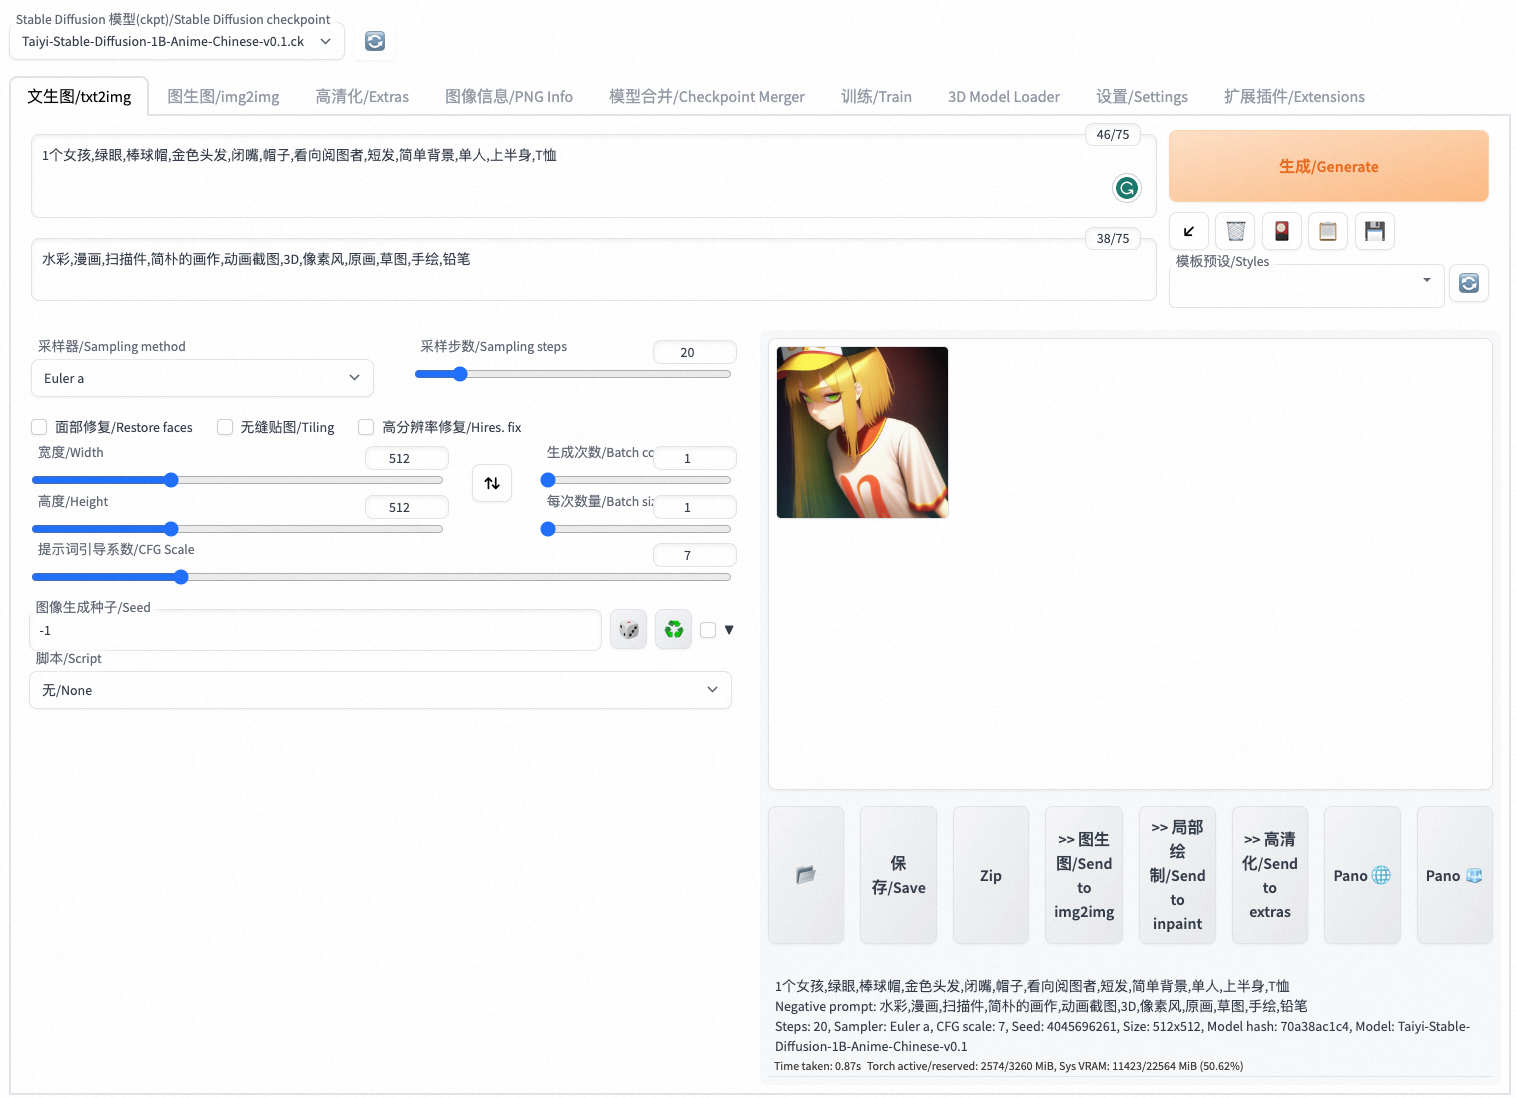 Stable Diffusion 模型(ckpt)/Stable Diffusion checkpoint
Taiyi-Stable-Diffusion-1B-Anime-Chinese-v0.1.ck
文生图/txt2img
图生图/img2img
高清化/Extras
图像信息/PNG Info
模型合并/Checkpoint Merger
训练/Train
3D Model Loader
设置/Settings
扩展插件/Extensions
46/75
1个女孩,绿眼,棒球帽,金色头发,闭嘴,帽子,看向阅图者,短发,简单背景,单人,上半身,T恤
生成/Generate
38/75
水彩,漫画,扫描件,简朴的画作,动画截图,3D,像素风,原画,草图,手绘,铅笔
模板预设/Styles
采样器/Sampling method
Euler a
采样步数/Sampling steps
20
面部修复/Restore faces
无缝贴图/Tiling
高分辨率修复/Hires. fix
宽度/Width
512
生成次数/Batch co
1
高度/Height
512
每次数量/Batch siz
1
提示词引导系数/CFG Scale
7
图像生成种子/Seed
-1
脚本/Script
无/None
保
存/Save
Zip
>> 图生
图/Send
to
img2img
>> 局部
绘
制/Send
to
inpaint
>> 高清
化/Send
to
extras
Pano
Pano
1个女孩,绿眼,棒球帽,金色头发,闭嘴,帽子,看向阅图者,短发,简单背景,单人,上半身,T恤
Negative prompt: 水彩,漫画,扫描件,简朴的画作,动画截图,3D,像素风,原画,草图,手绘,铅笔
Steps: 20, Sampler: Euler a, CFG scale: 7, Seed: 4045696261, Size: 512x512, Model hash: 70a38ac1c4, Model: Taiyi-Stable-
Diffusion-1B-Anime-Chinese-v0.1
Time taken: 0.87s Torch active/reserved: 2574/3260 MiB, Sys VRAM: 11423/22564 MiB (50.62%)